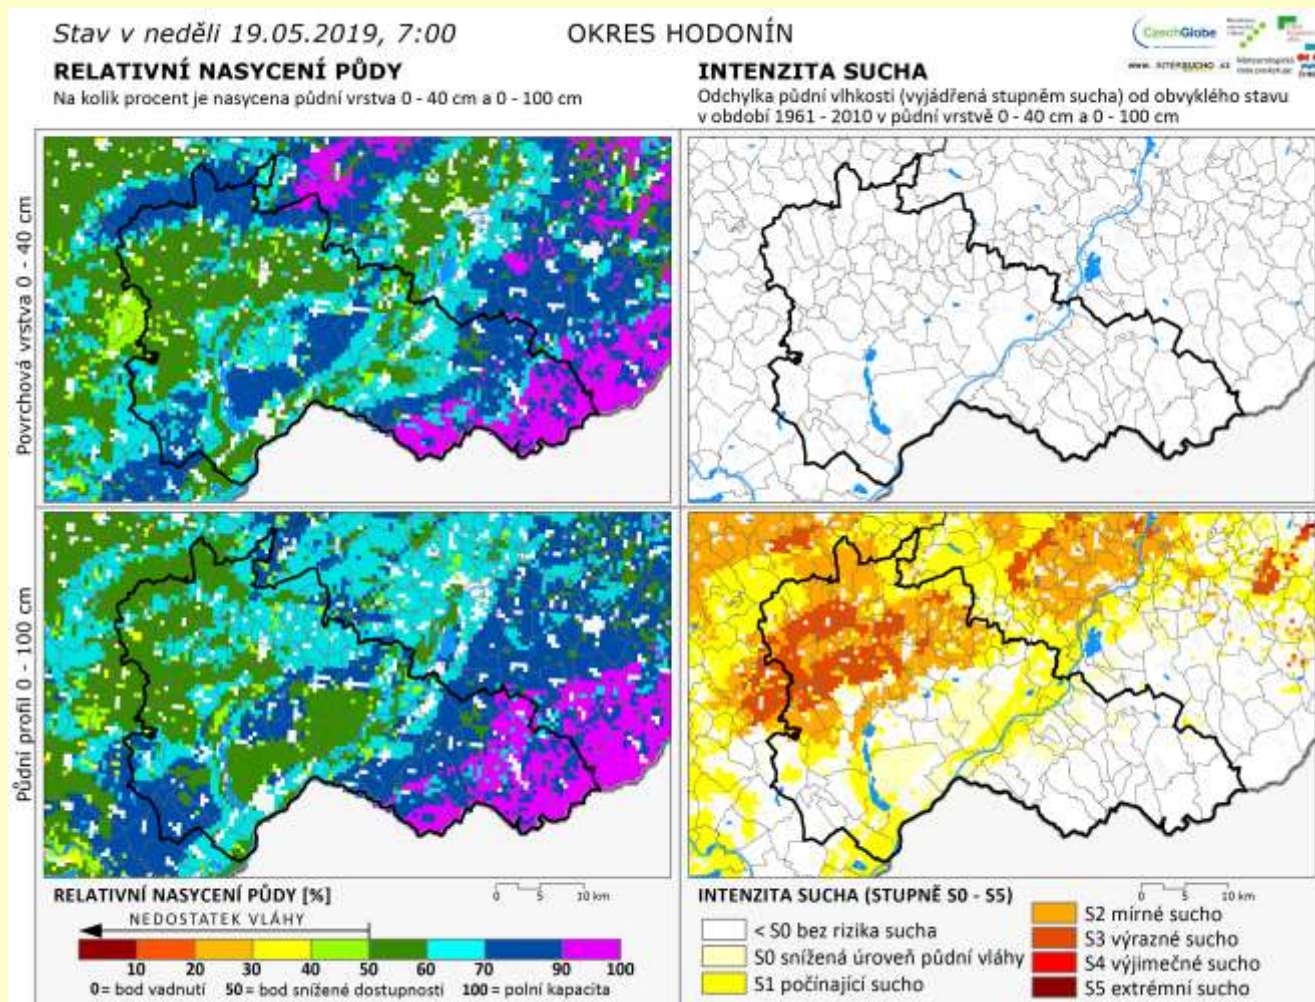 Stav v neděli 19.05.2019, 7:00
OKRES HODONÍN
CzechGlobe
RELATIVNÍ NASYCENÍ PŮDY
Na kolik procent je nasycena půdní vrstva 0 - 40 cm a 0 - 100 cm
INTENZITA SUCHA
Odchylka půdní vlhkosti (vyjádřená stupněm sucha) od obvyklého stavu
v období 1961 - 2010 v půdní vrstvě 0 - 40 cm a 0 - 100 cm
Povrchová vrstva 0 - 40 cm
Půdní profil 0 - 100 cm
RELATIVNÍ NASYCENÍ PŮDY [%]
0 5 10 km
NEDOSTATEK VLÁHY
10 20 30 40 50 60 70 90 100
0= bod vadnutí 50 = bod snížené dostupnosti 100 = polní kapacita
INTENZITA SUCHA (STUPNĚ S0 - S5)
0 5 10 km
< S0 bez rizika sucha
S0 snížená úroveň půdní vláhy
S1 počínající sucho
S2 mírné sucho
S3 výrazné sucho
S4 výjimečné sucho
S5 extrémní sucho